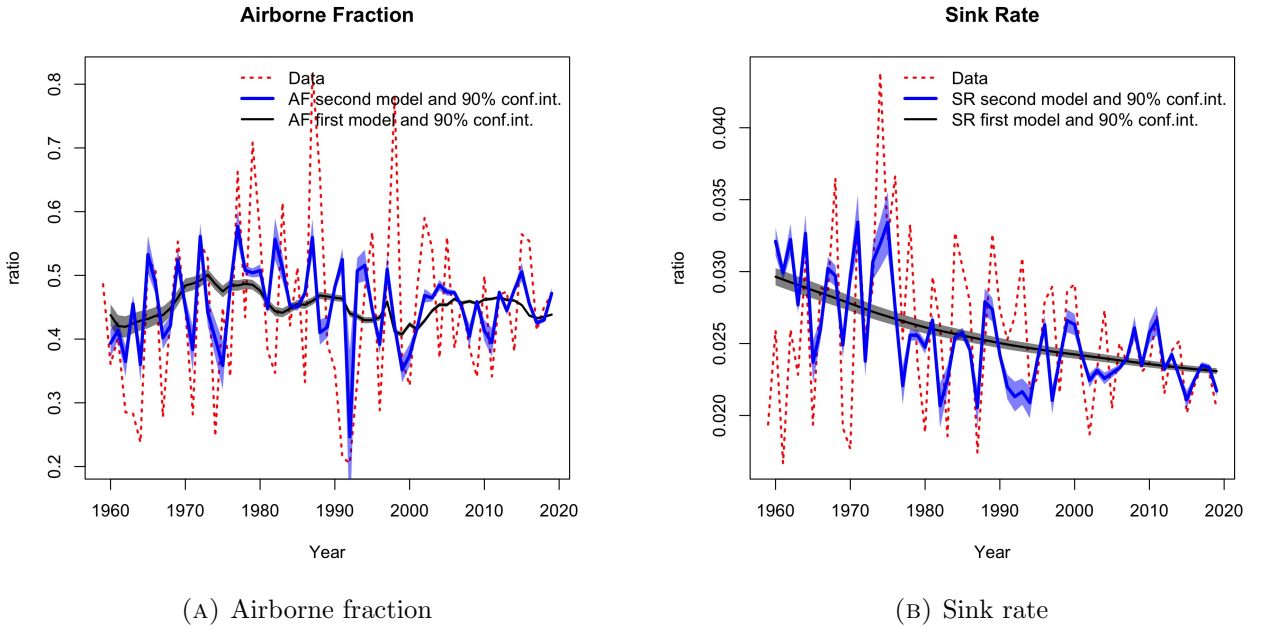 Airborne Fraction
0.8
0.7
0.6
0.5
0.4
0.3
0.2
ratio
Data
AF second model and 90% conf.int.
AF first model and 90% conf.int.
1960 1970 1980 1990 2000 2010 2020
Year
(A) Airborne fraction
Sink Rate
0.040
0.035
0.030
0.025
0.020
ratio
Data
SR second model and 90% conf.int.
SR first model and 90% conf.int.
1960 1970 1980 1990 2000 2010 2020
Year
(B) Sink rate